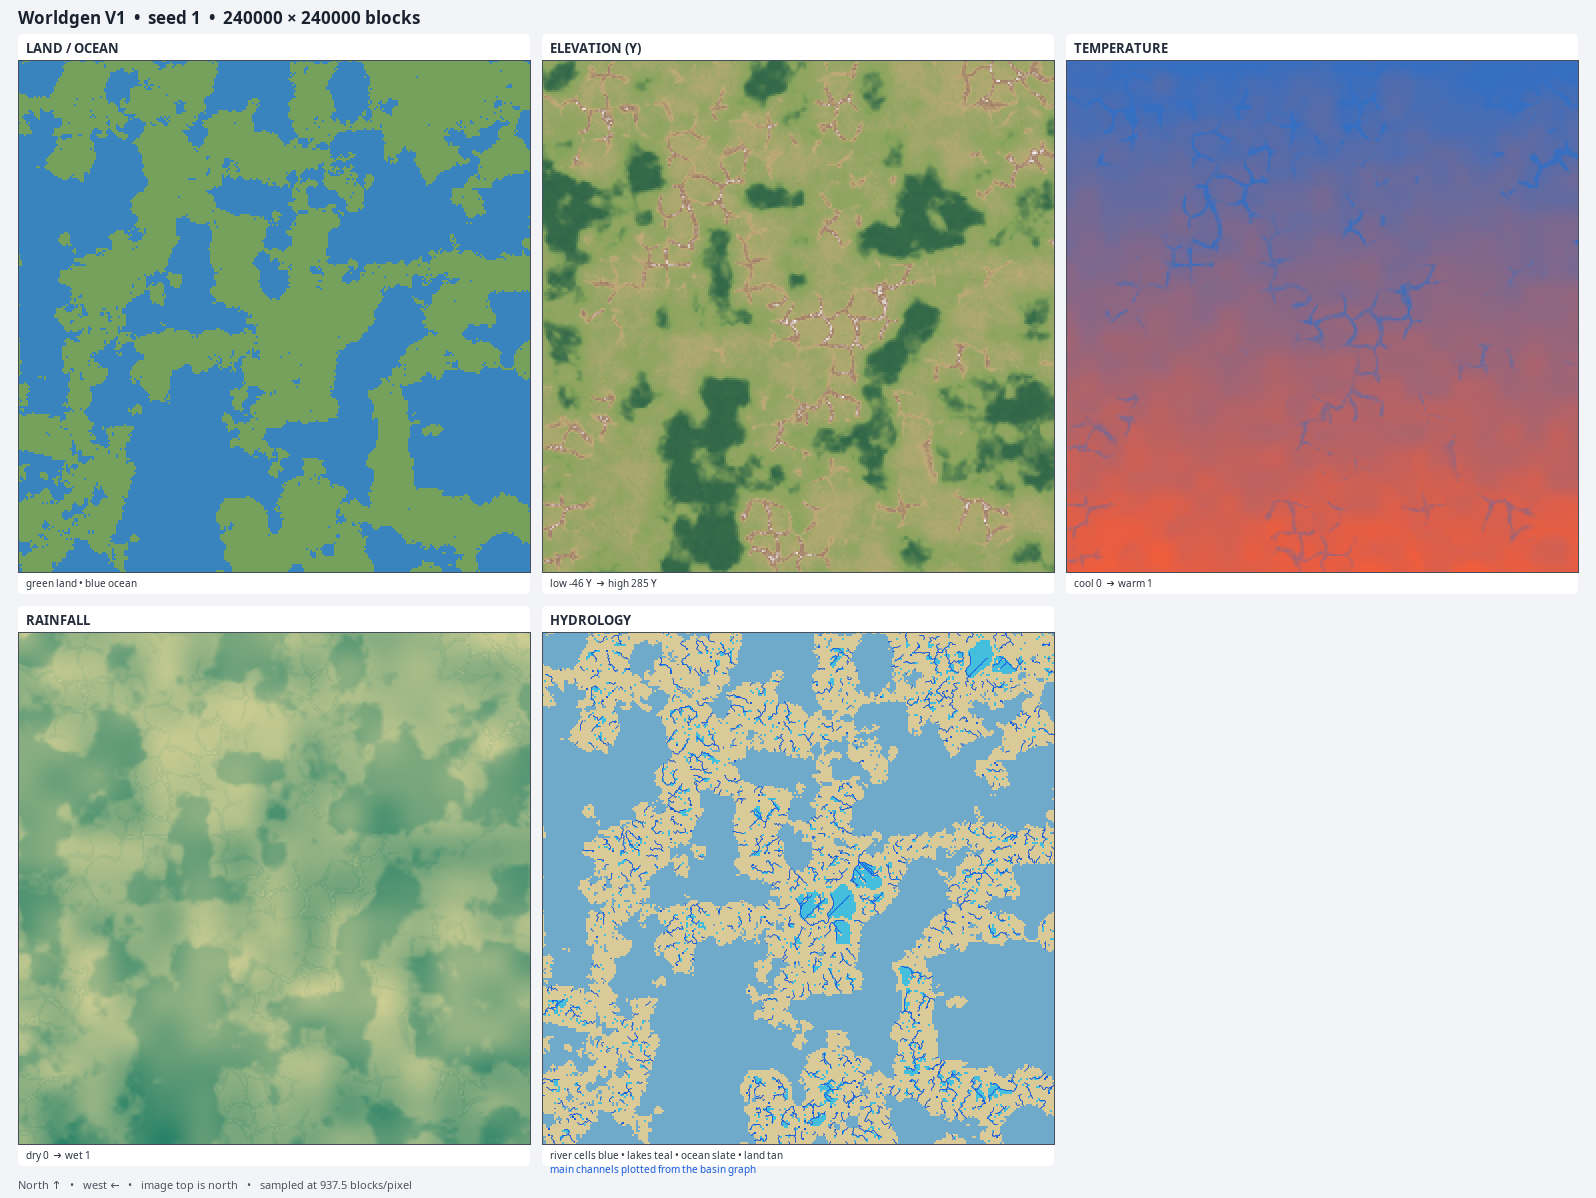 Worldgen V1 • seed 1 • 240000 × 240000 blocks
LAND / OCEAN
ELEVATION (Y)
TEMPERATURE
green land • blue ocean
low -46 Y → high 285 Y
cool 0 → warm 1
RAINFALL
HYDROLOGY
dry 0 → wet 1
river cells blue • lakes teal • ocean slate • land tan
main channels plotted from the basin graph
North ↑ • west ← • image top is north • sampled at 937.5 blocks/pixel